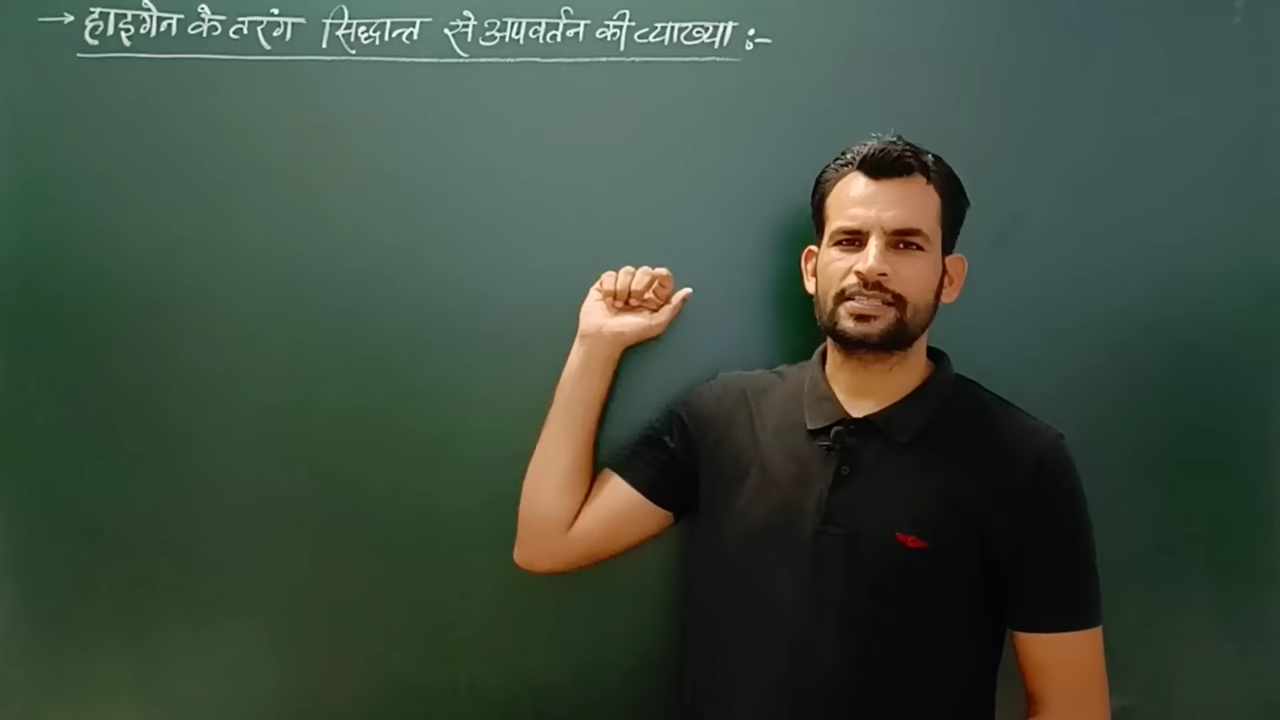 → हाइगेन के तरंग सिद्धान्त से अपवर्तन की व्याख्या :-